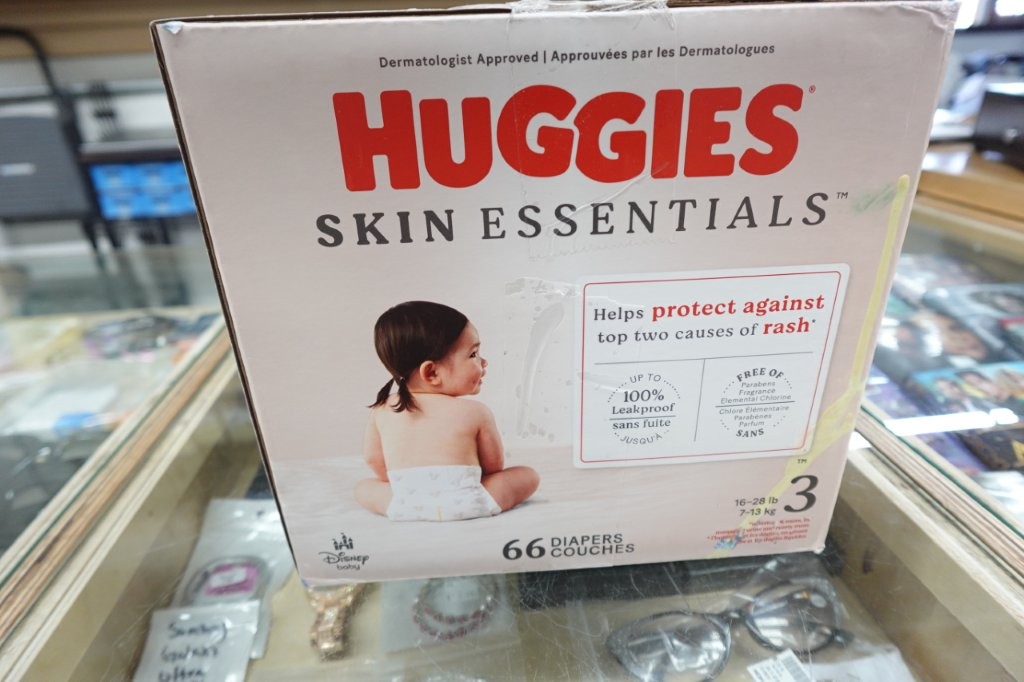 Dermatologist Approved | Approuvées par les Dermatologues
HUGGIES®
SKIN ESSENTIALS™
Helps protect against
top two causes of rash*
UP TO
100%
Leakproof
sans fuite
JUSQU'À
FREE OF
Parabens
Fragrance
Elemental Chlorine
Chlore Élémentaire
Parabènes
Parfum
SANS
™
3
16-28 lb
7-13 kg
66 DIAPERS
COUCHES
Disney
baby